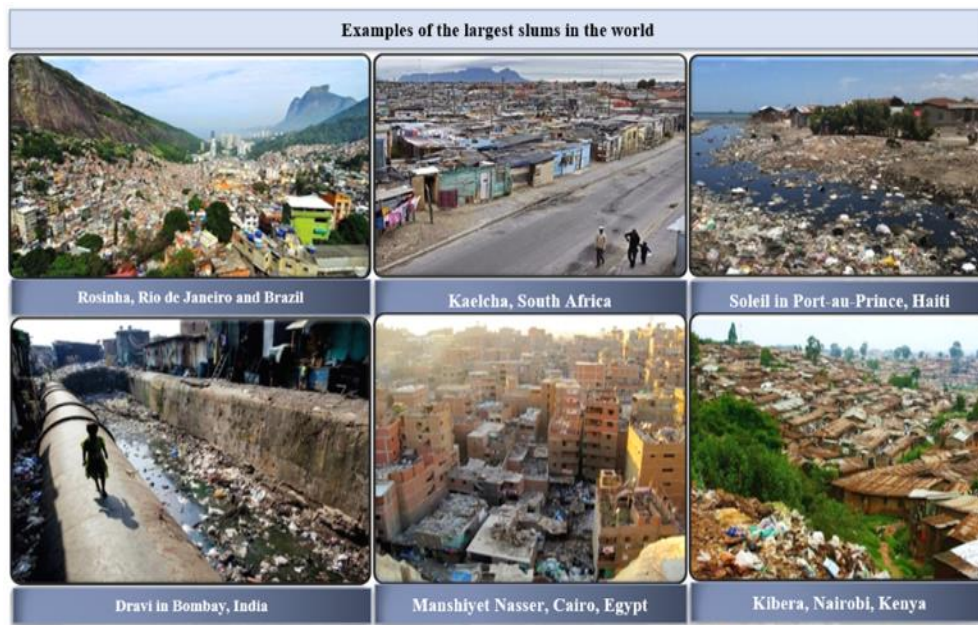 Examples of the largest slums in the world
Rosinha, Rio de Janeiro and Brazil
Kaelcha, South Africa
Soleil in Port-au-Prince, Haiti
Dravi in Bombay, India
Manshiyet Nasser, Cairo, Egypt
Kibera, Nairobi, Kenya